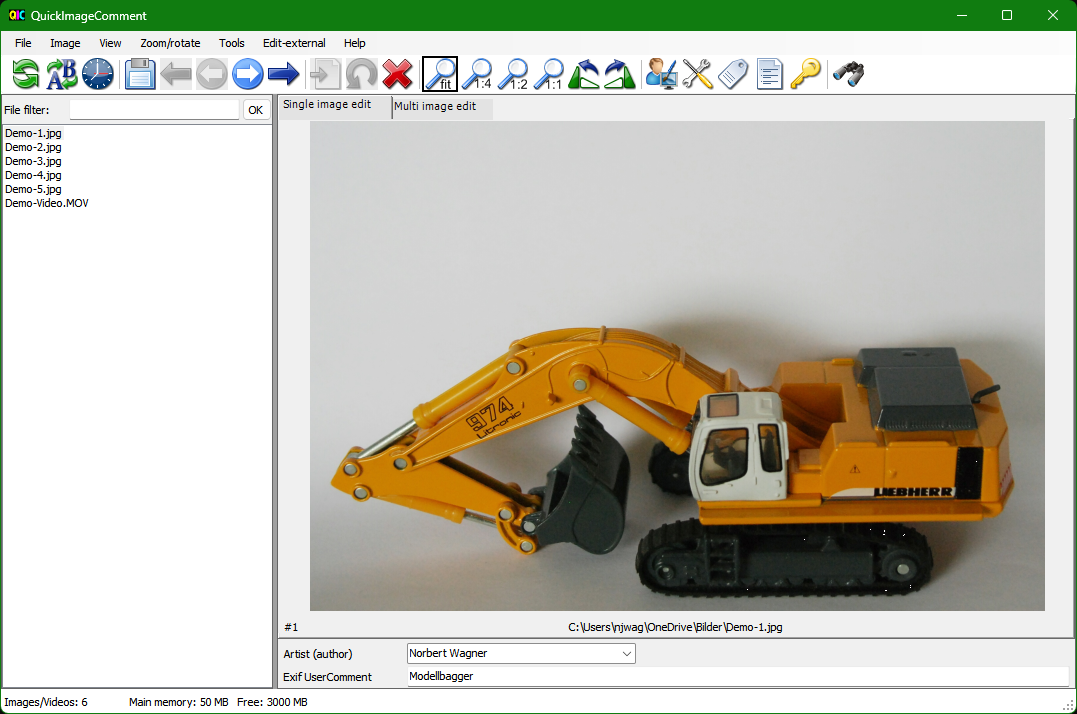 QIC QuickImageComment
File Image View Zoom/rotate Tools Edit-external Help
A B fit 1:4 1:2 1:1
File filter: OK
Single image edit Multi image edit
Demo-1.jpg
Demo-2.jpg
Demo-3.jpg
Demo-4.jpg
Demo-5.jpg
Demo-Video.MOV
974
Litronic
LIEBHERR
#1 C:\Users\njwag\OneDrive\Bilder\Demo-1.jpg
Artist (author) Norbert Wagner
Exif UserComment Modellbagger
Images/Videos: 6 Main memory: 50 MB Free: 3000 MB